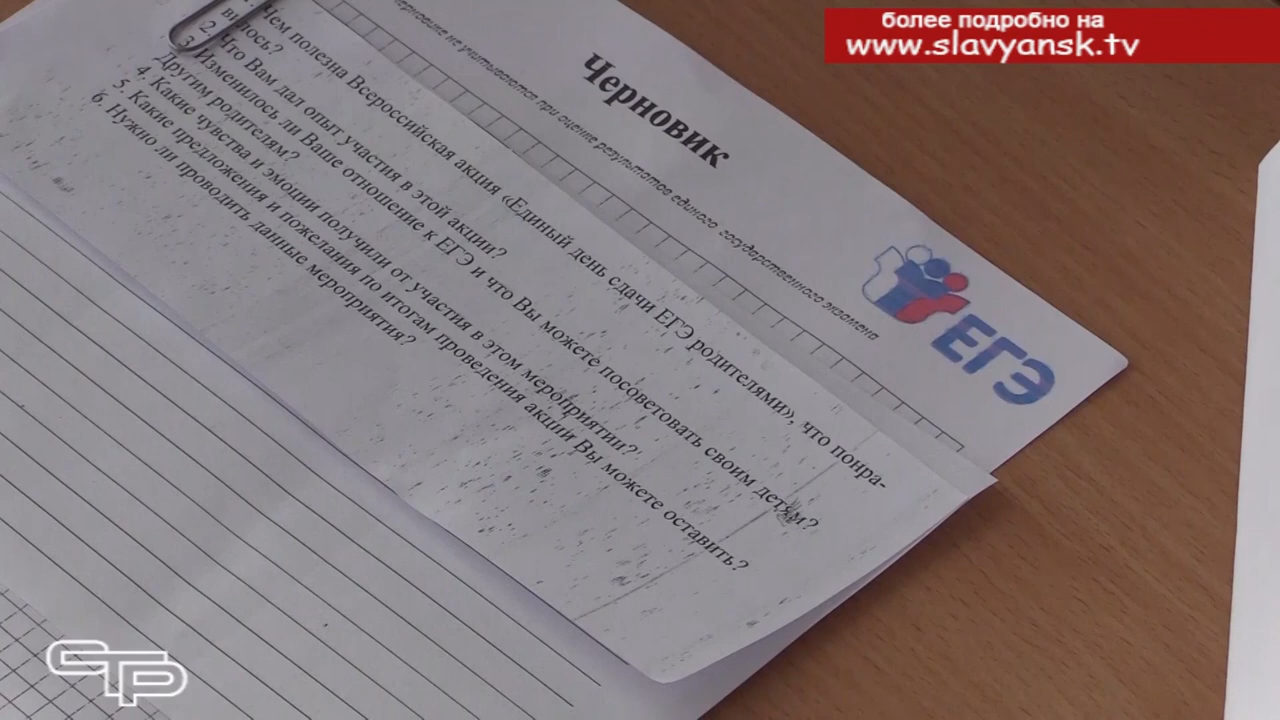 более подробно на
www.slavyansk.tv
Черновик
черновике не учитываются при оценке результатов единого государственного экзамена
ЕГЭ
Чем полезна Всероссийская акция «Единый день сдачи ЕГЭ родителями», что понра-
вилось?
2. Что Вам дал опыт участия в этой акции?
3. Изменилось ли Ваше отношение к ЕГЭ и что Вы можете посоветовать своим детям?
Другим родителям?
4. Какие чувства и эмоции получили от участия в этом мероприятии?
5. Какие предложения и пожелания по итогам проведения акции Вы можете оставить?
6. Нужно ли проводить данные мероприятия?
СТР